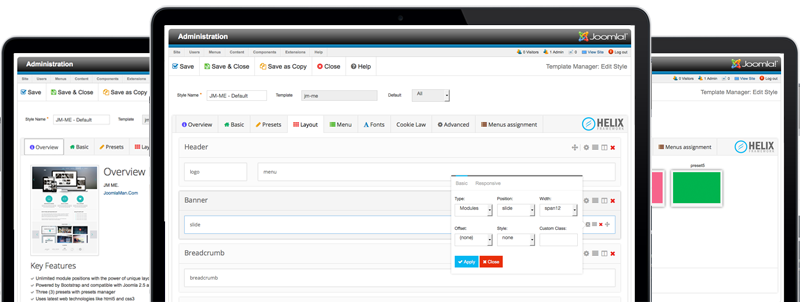 Administration
Joomla!
Site Users Menus Content Components Extensions Help
0 Visitors 1 Admin 0 View Site Log out
Save Save & Close Save as Copy Close Help
Template Manager: Edit Style
Style Name * JM-ME - Default Template jm-me Default All
Overview Basic Presets Layout Menu Fonts Cookie Law Advanced Menus assignment
HELIX
FRAMEWORK
Header
logo menu
Basic Responsive
Type: Position: Width:
Modules slide span12
Offset: Style: Custom Class:
(none) none
Apply Close
Banner
slide
Breadcrumb
breadcrumb
Administration
Site Users Menus Content Components
Save Save & Close Save as Copy
Style Name * JM-ME - Default Template jm-me
Overview Basic Presets
Overview
JM ME.
JoomlaMan.Com
Key Features
Unlimited module positions with the power of unique layo
Powered by Bootstrap and compatible with Joomla 2.5 a
Three (3) presets with presets manager
Uses latest web technologies like html5 and css3
Joomla!
0 Visitors 1 Admin 0 View Site Log out
Template Manager: Edit Style
Menus assignment
HELIX
FRAMEWORK
preset5